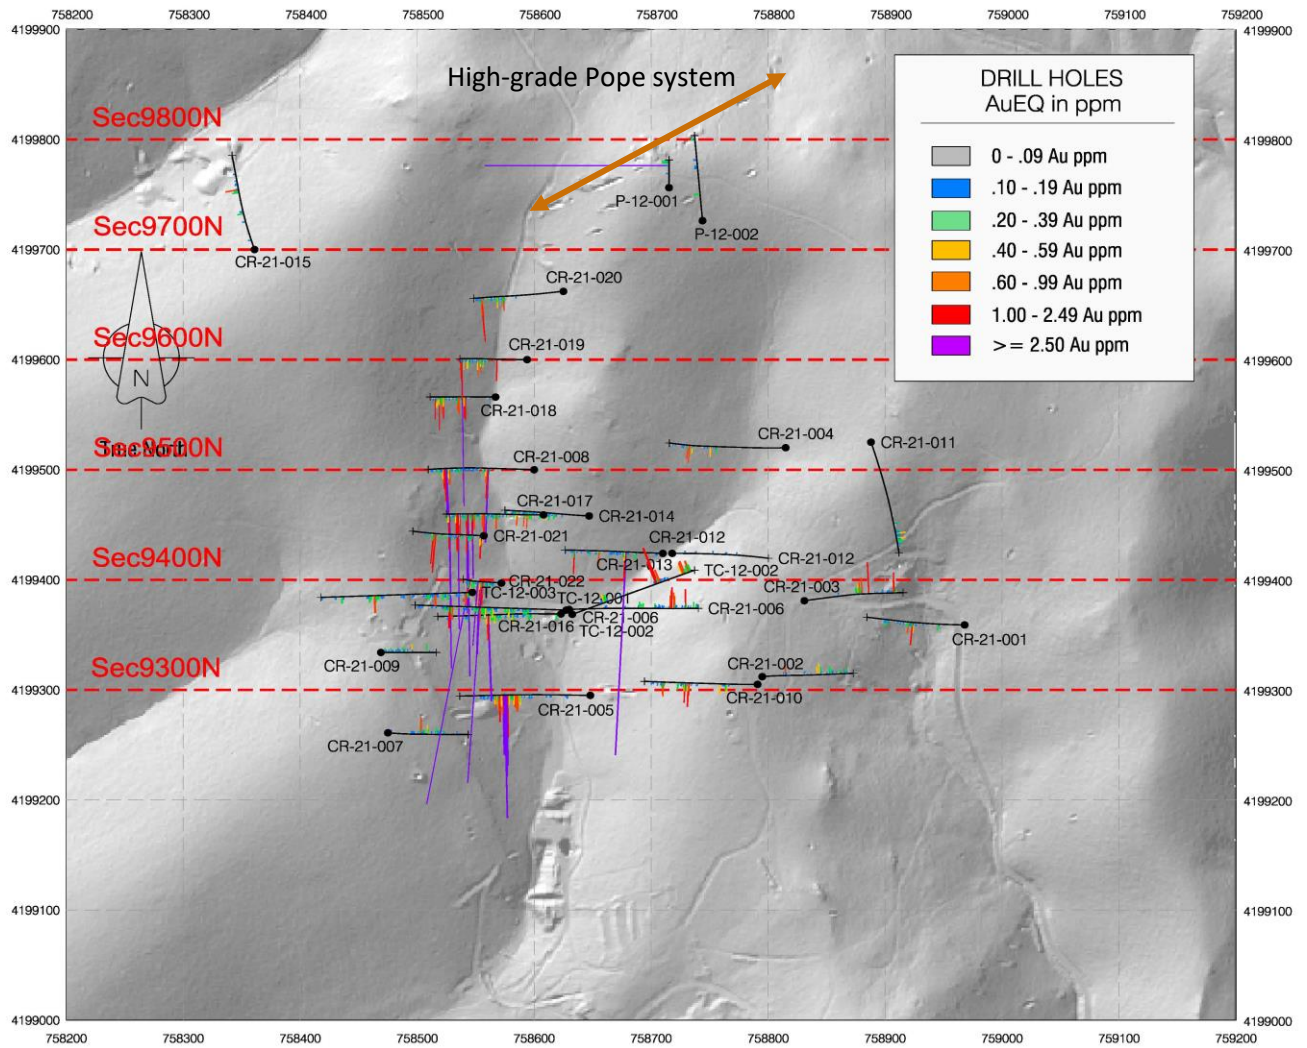 758200 758300 758400 758500 758600 758700 758800 758900 759000 759100 759200
4199900 4199900
High-grade Pope system
DRILL HOLES
AuEQ in ppm
0 - .09 Au ppm
.10 - .19 Au ppm
.20 - .39 Au ppm
.40 - .59 Au ppm
.60 - .99 Au ppm
1.00 - 2.49 Au ppm
>= 2.50 Au ppm
Sec9800N
4199800 4199800
P-12-001
P-12-002
Sec9700N
4199700 4199700
CR-21-015
CR-21-020
Sec9600N
CR-21-019
4199600 4199600
N
CR-21-018
True North
Sec9500N
CR-21-004
CR-21-011
CR-21-008
4199500 4199500
CR-21-017
CR-21-014
CR-21-021
CR-21-012
CR-21-012
CR-21-013
Sec9400N
TC-12-002
4199400 4199400
CR-21-022
CR-21-003
TC-12-003
TC-12-001
CR-21-006
CR-21-006
CR-21-016
TC-12-002
CR-21-001
CR-21-009
CR-21-002
Sec9300N
4199300 4199300
CR-21-010
CR-21-005
CR-21-007
4199200 4199200
4199100 4199100
4199000 4199000
758200 758300 758400 758500 758600 758700 758800 758900 759000 759100 759200